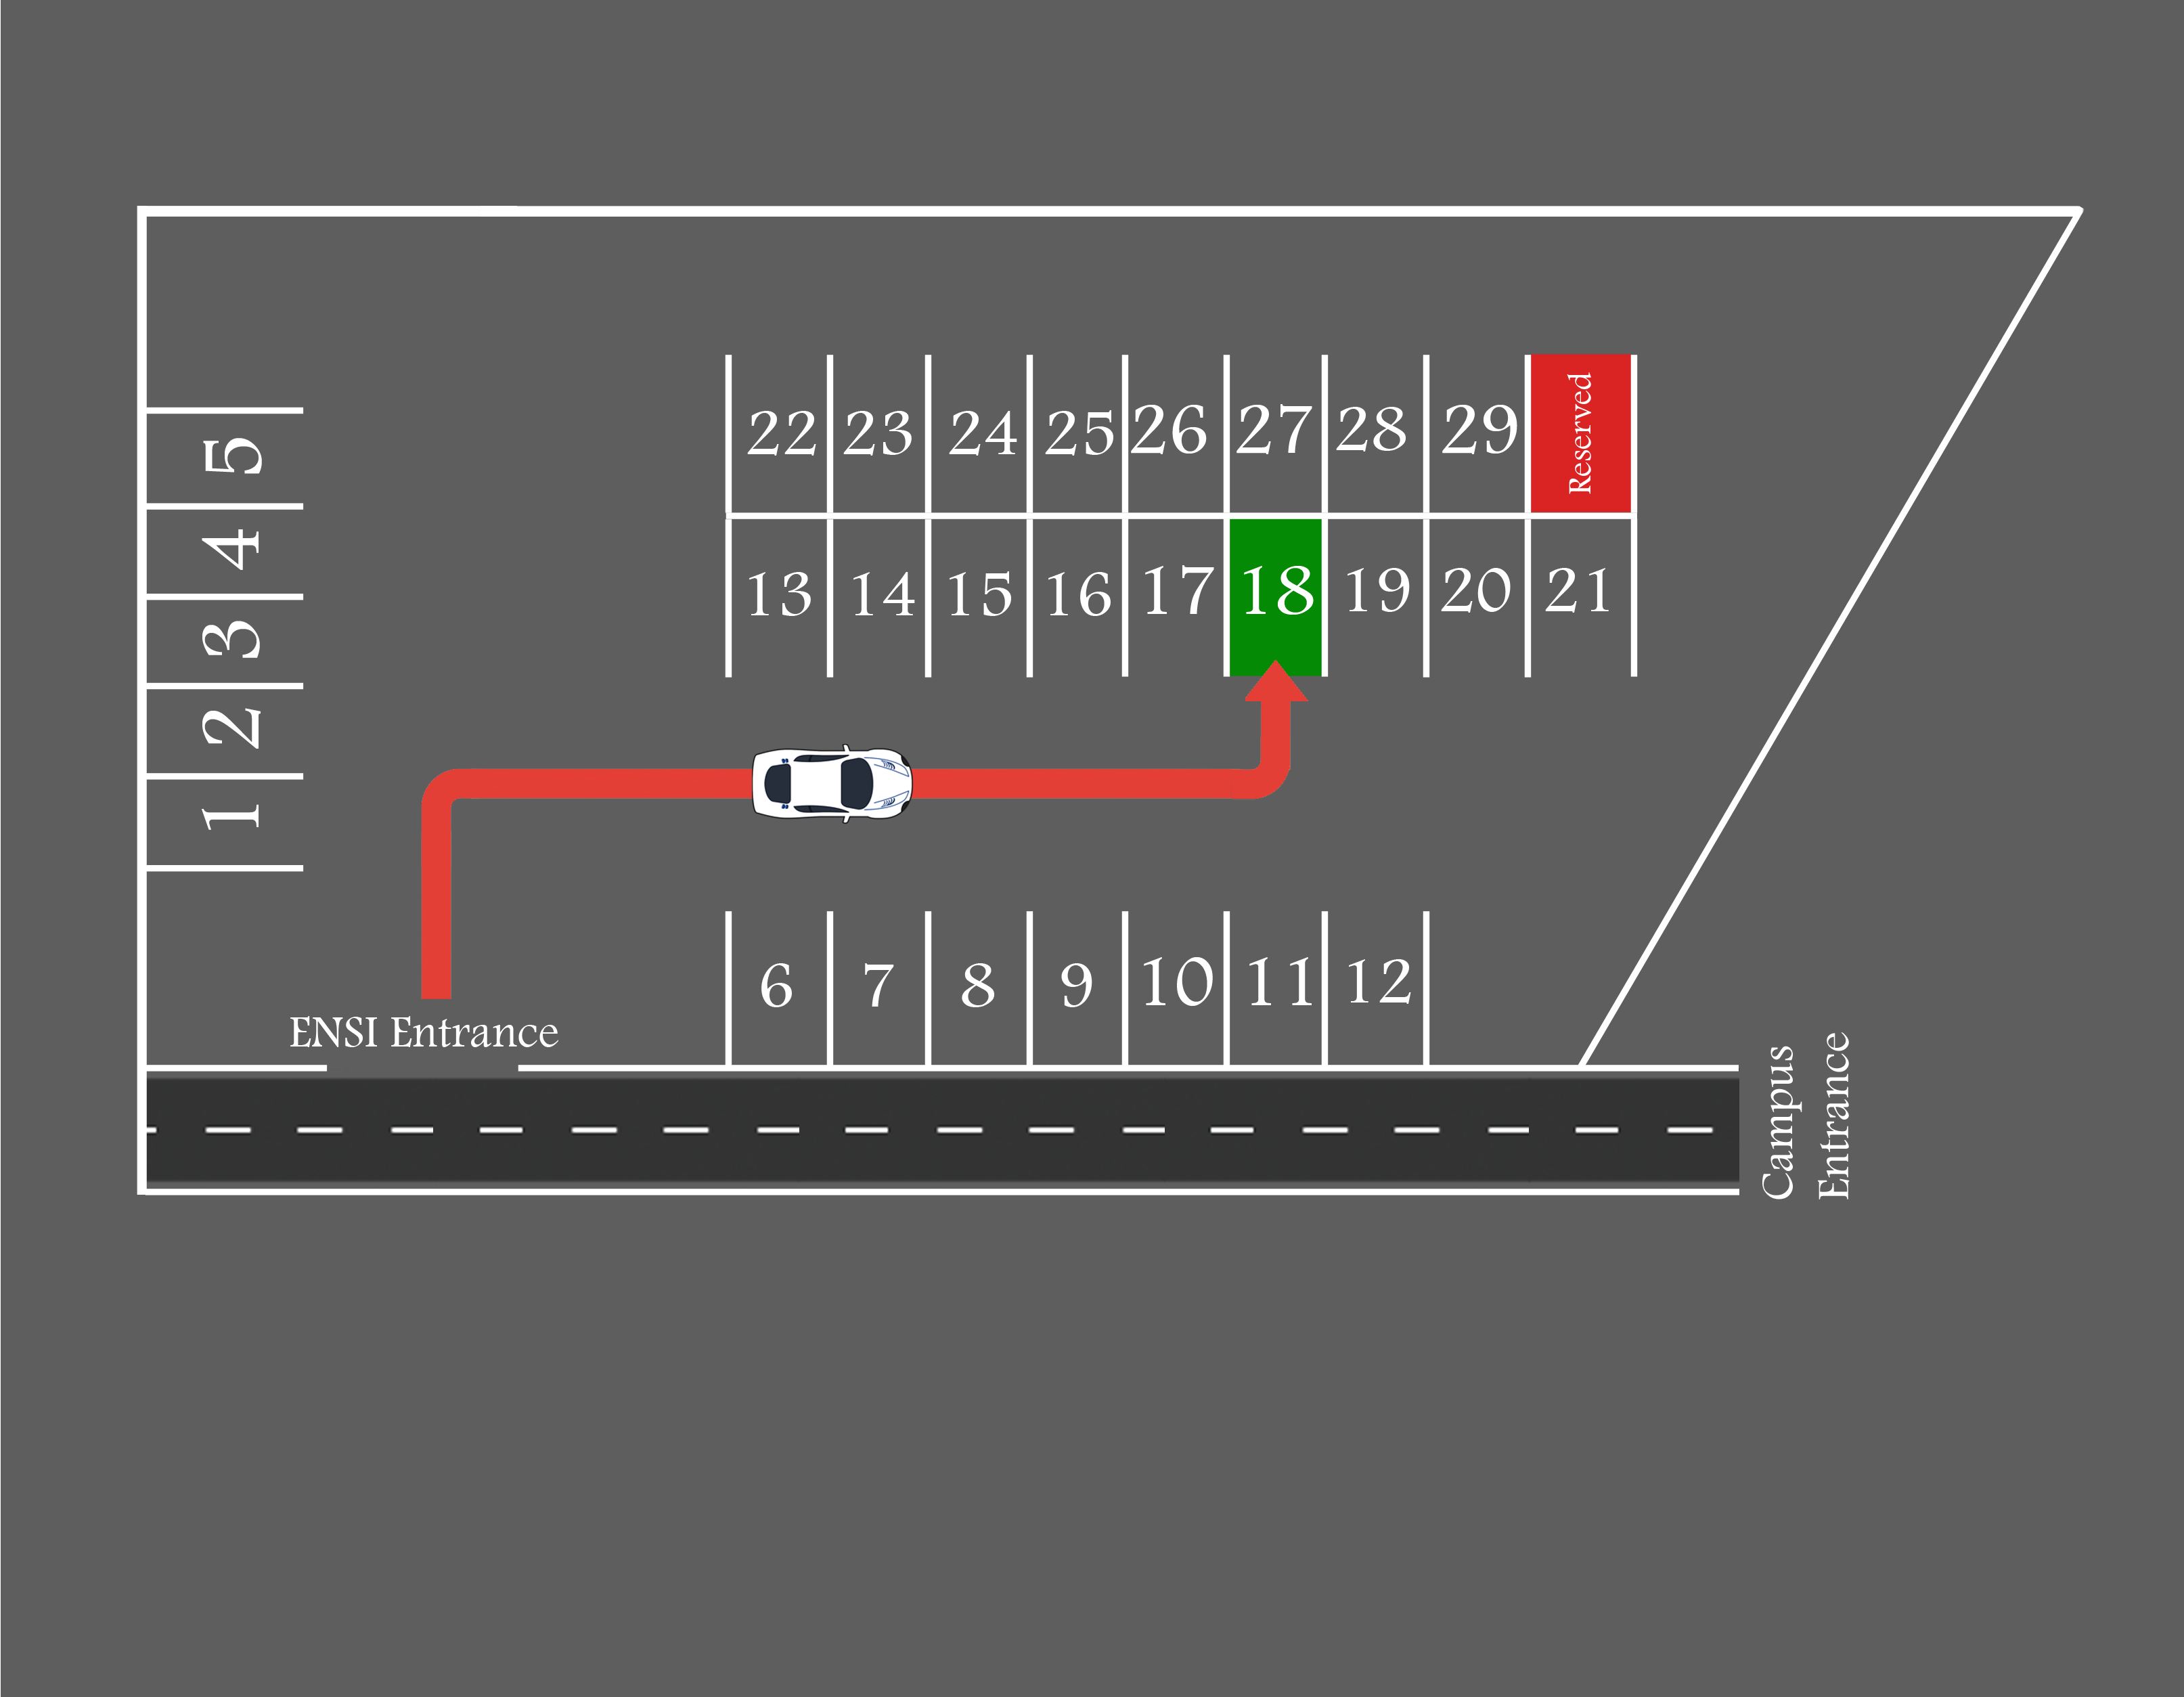 22 23 24 25 26 27 28 29 Reserved
5
4
13 14 15 16 17 18 19 20 21
3
2
1
6 7 8 9 10 11 12
ENSI Entrance
Campus
Entrance